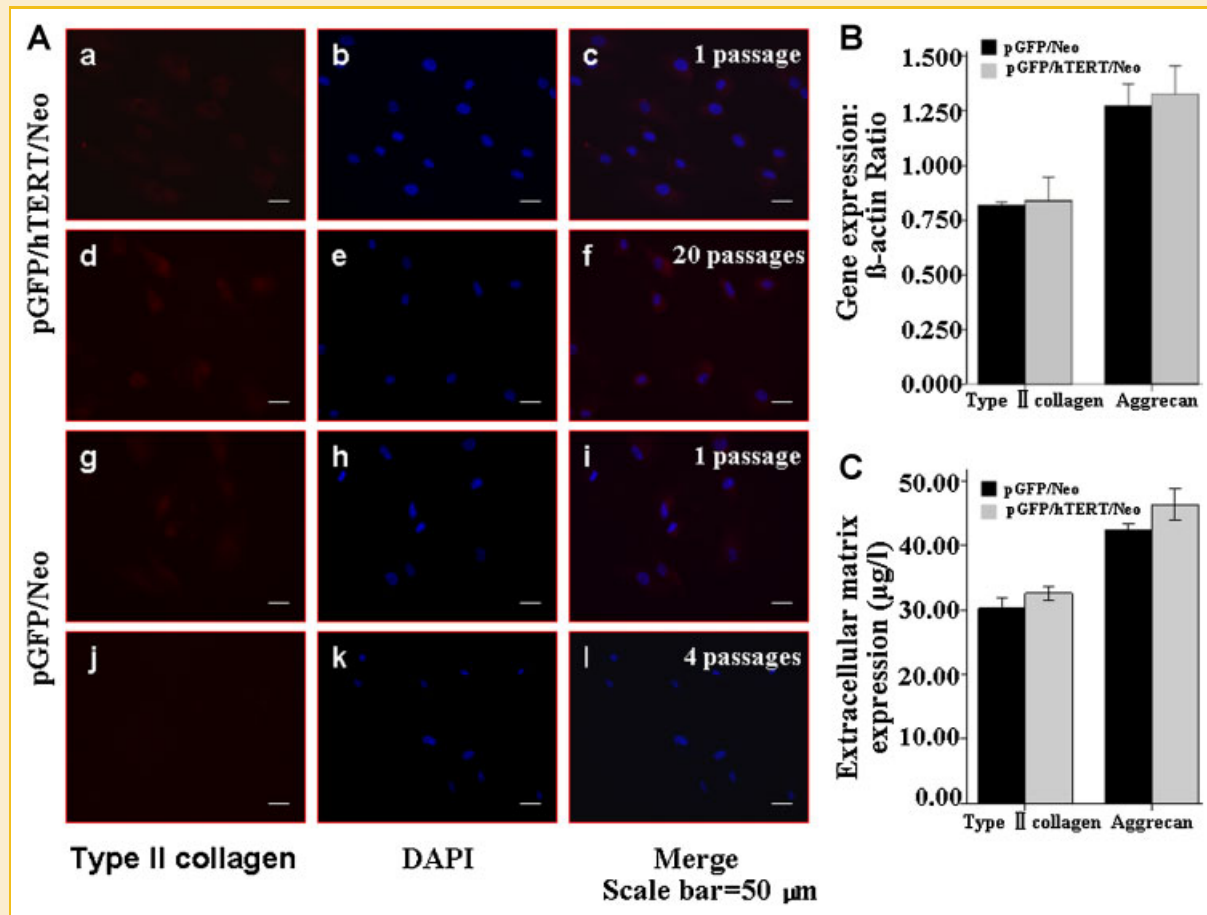 A
pGFP/hTERT/Neo
pGFP/Neo
a
b
c
1 passage
d
e
f
20 passages
g
h
i
1 passage
j
k
l
4 passages
Type II collagen
DAPI
Merge
Scale bar=50 μm
B
Gene expression:
ß-actin Ratio
1.500
1.250
1.000
0.750
0.500
0.250
0.000
pGFP/Neo
pGFP/hTERT/Neo
Type Ⅱ collagen
Aggrecan
C
Extracellular matrix
expression (μg/l)
50.00
40.00
30.00
20.00
10.00
0.00
pGFP/Neo
pGFP/hTERT/Neo
Type Ⅱ collagen
Aggrecan